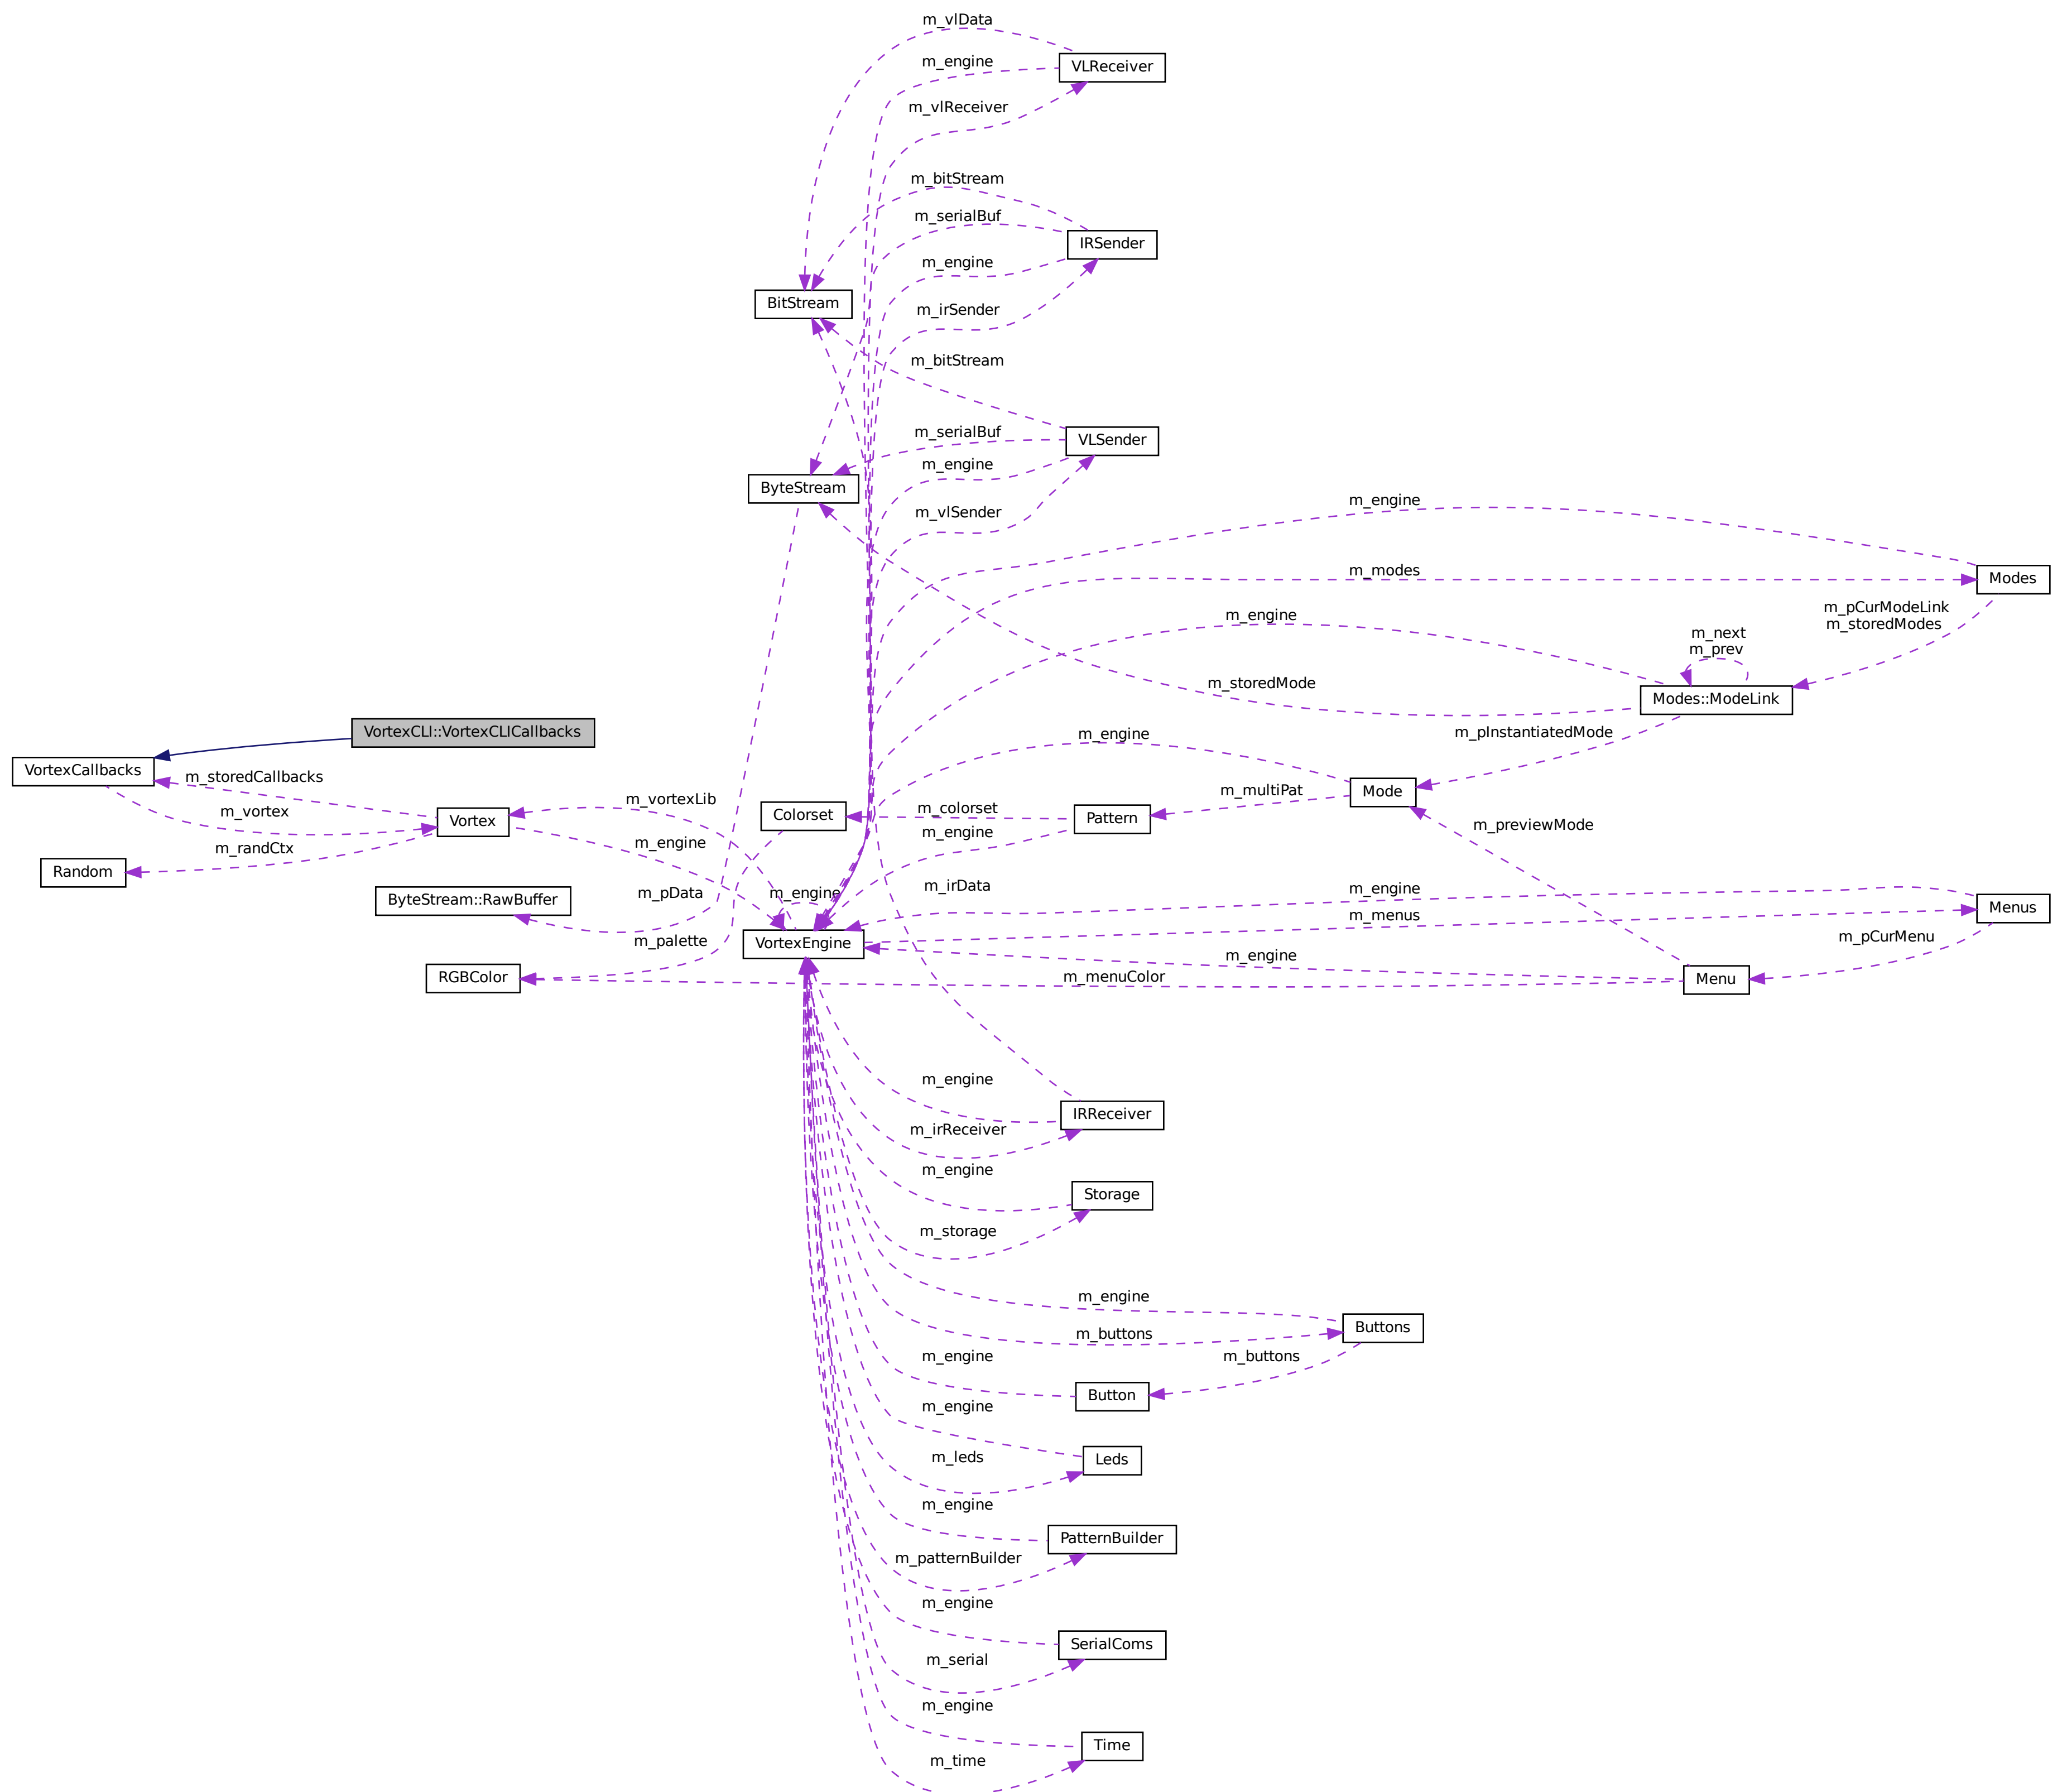 m_vlData
m_engine
VLReceiver
m_vlReceiver
m_bitStream
m_serialBuf
IRSender
m_engine
BitStream
m_irSender
m_bitStream
m_serialBuf
VLSender
m_engine
ByteStream
m_vlSender
m_engine
m_modes
Modes
m_pCurModeLink
m_storedModes
m_engine
m_next
m_prev
m_storedMode
Modes::ModeLink
VortexCLI::VortexCLICallbacks
m_engine
m_pInstantiatedMode
VortexCallbacks
m_storedCallbacks
m_vortex
m_vortexLib
Mode
m_multiPat
Vortex
Colorset
m_colorset
Pattern
m_previewMode
m_engine
m_engine
m_randCtx
Random
ByteStream::RawBuffer
m_pData
m_engine
m_irData
m_engine
Menus
m_menus
m_palette
VortexEngine
m_pCurMenu
m_engine
RGBColor
m_menuColor
Menu
m_engine
IRReceiver
m_irReceiver
m_engine
Storage
m_storage
m_engine
Buttons
m_buttons
m_engine
m_buttons
Button
m_engine
m_leds
Leds
m_engine
PatternBuilder
m_patternBuilder
m_engine
SerialComs
m_serial
m_engine
Time
m_time